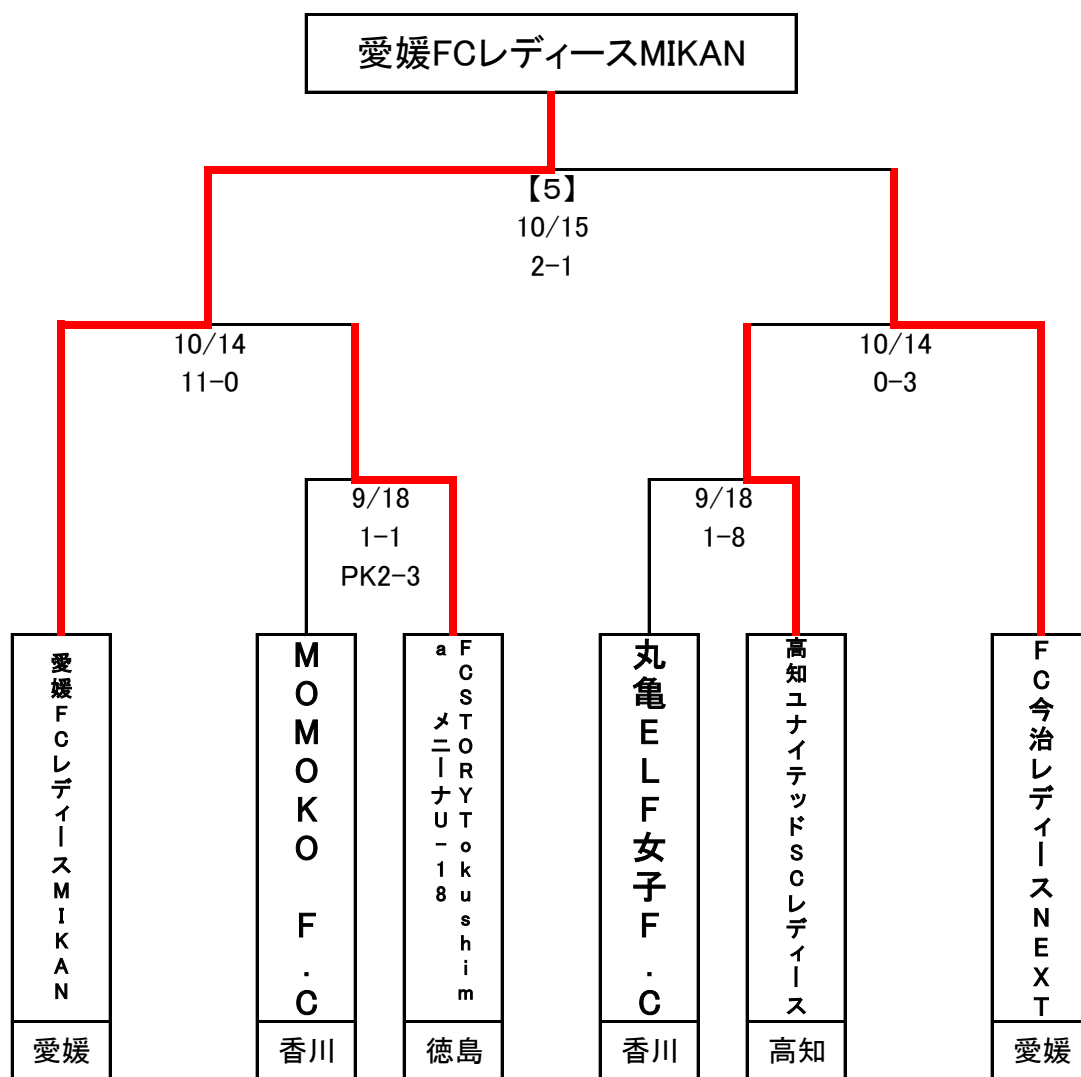 愛媛FCレディースMIKAN
【5】
10/15
2-1
10/14
11-0
10/14
0-3
9/18
1-1
PK2-3
9/18
1-8
愛媛FCレディースMIKAN
MOMOKO F.C
FCSTORYTokushim
a メニーナU-18
丸亀ELF女子F.C
高知ユナイテッドSCレディース
FC今治レディースNEXT
愛媛
香川
徳島
香川
高知
愛媛